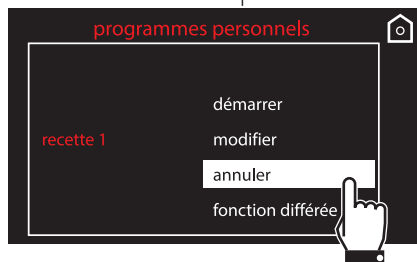 programmes personnels
démarrer
recette 1
modifier
annuler
fonction différée